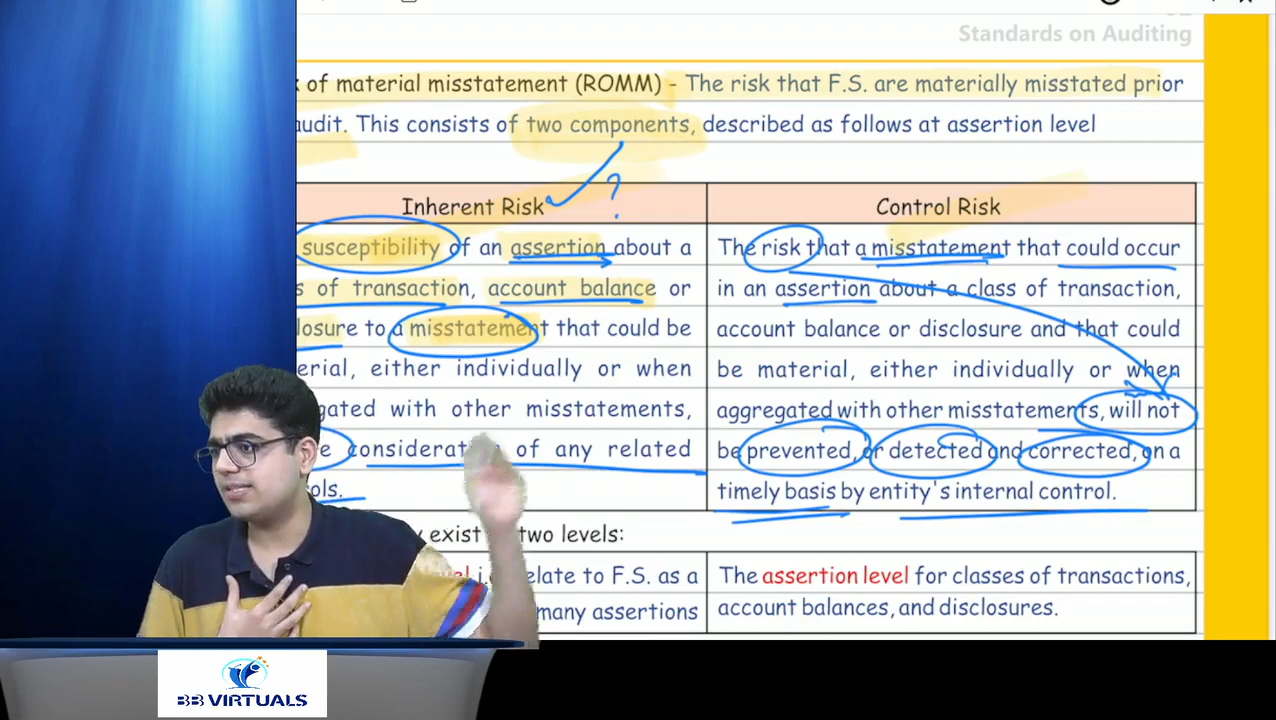 Standards on Auditing
of material misstatement (ROMM) - The risk that F.S. are materially misstated prior
audit. This consists of two components, described as follows at assertion level
?
Inherent Risk
Control Risk
susceptibility of an assertion about a
s of transaction, account balance or
losure to a misstatement that could be
erial, either individually or when
gated with other misstatements,
consideration of any related
ols.
The risk that a misstatement that could occur
in an assertion about a class of transaction,
account balance or disclosure and that could
be material, either individually or when
aggregated with other misstatements, will not
be prevented, or detected and corrected, on a
timely basis by entity's internal control.
y exist two levels:
elate to F.S. as a
many assertions
The assertion level for classes of transactions,
account balances, and disclosures.
BB VIRTUALS